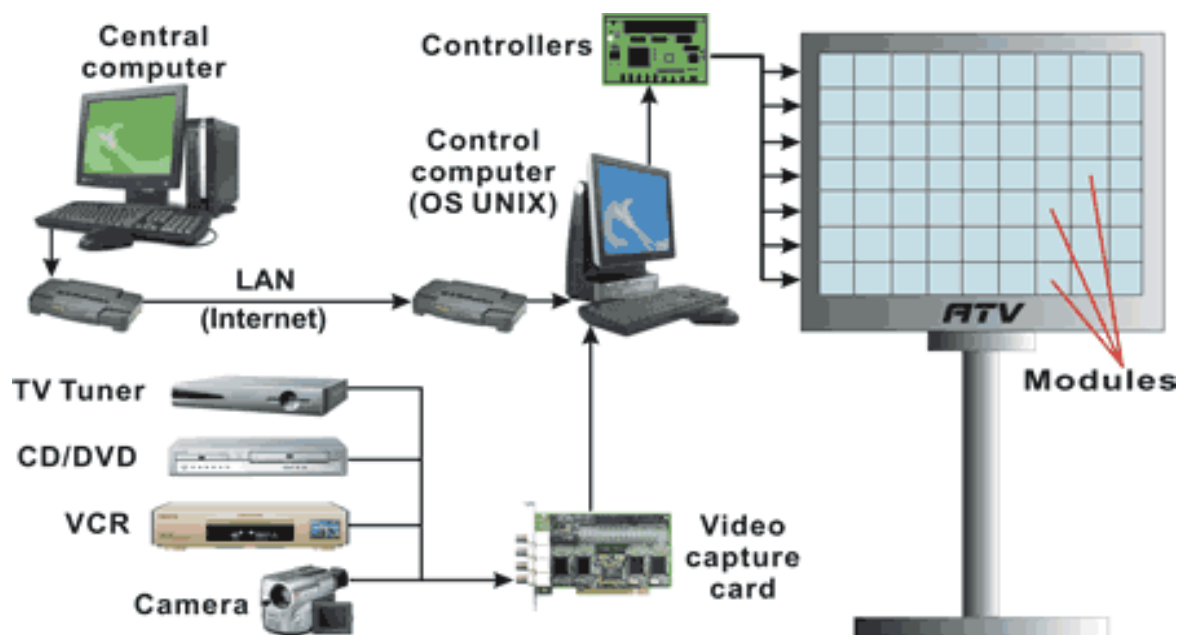 Central
computer
Controllers
Control
computer
(OS UNIX)
LAN
(Internet)
ATV
Modules
TV Tuner
CD/DVD
VCR
Camera
Video
capture
card